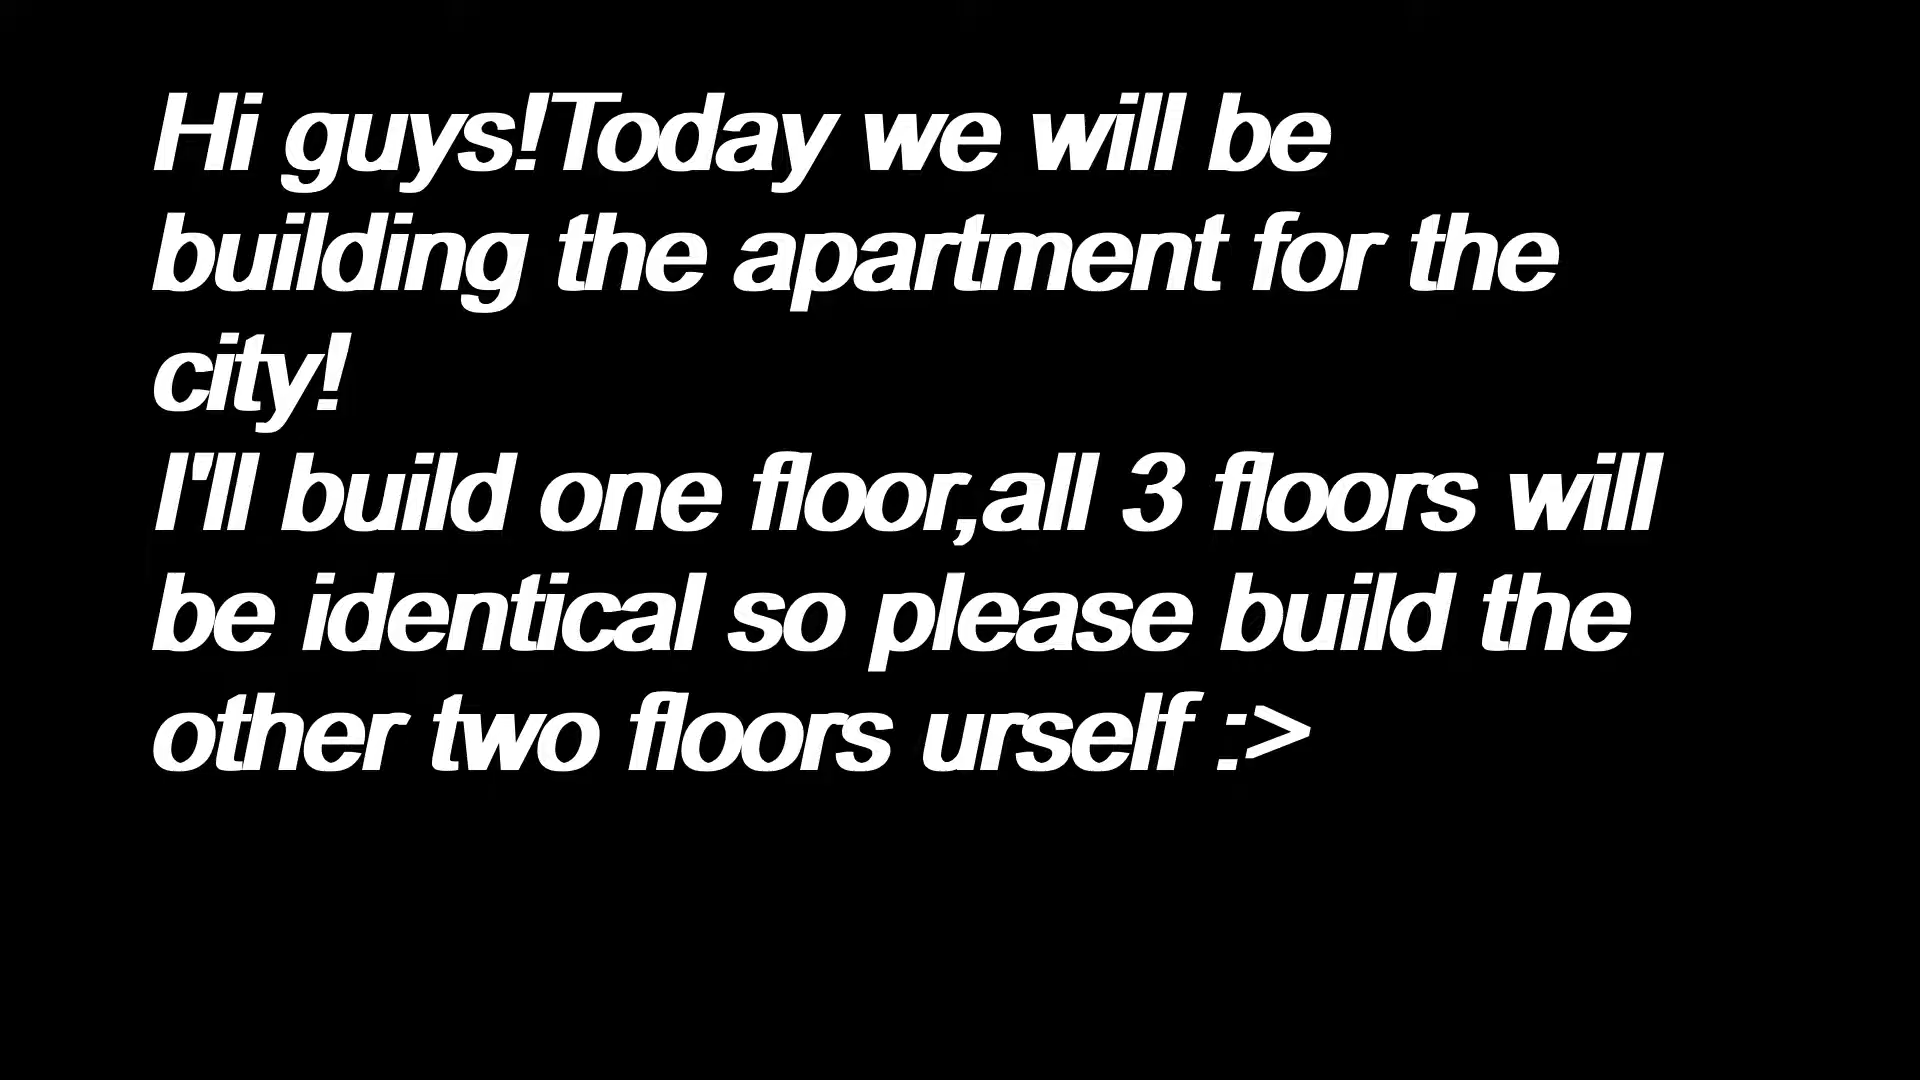 Hi guys!Today we will be
building the apartment for the
city!
I'll build one floor,all 3 floors will
be identical so please build the
other two floors urself :>